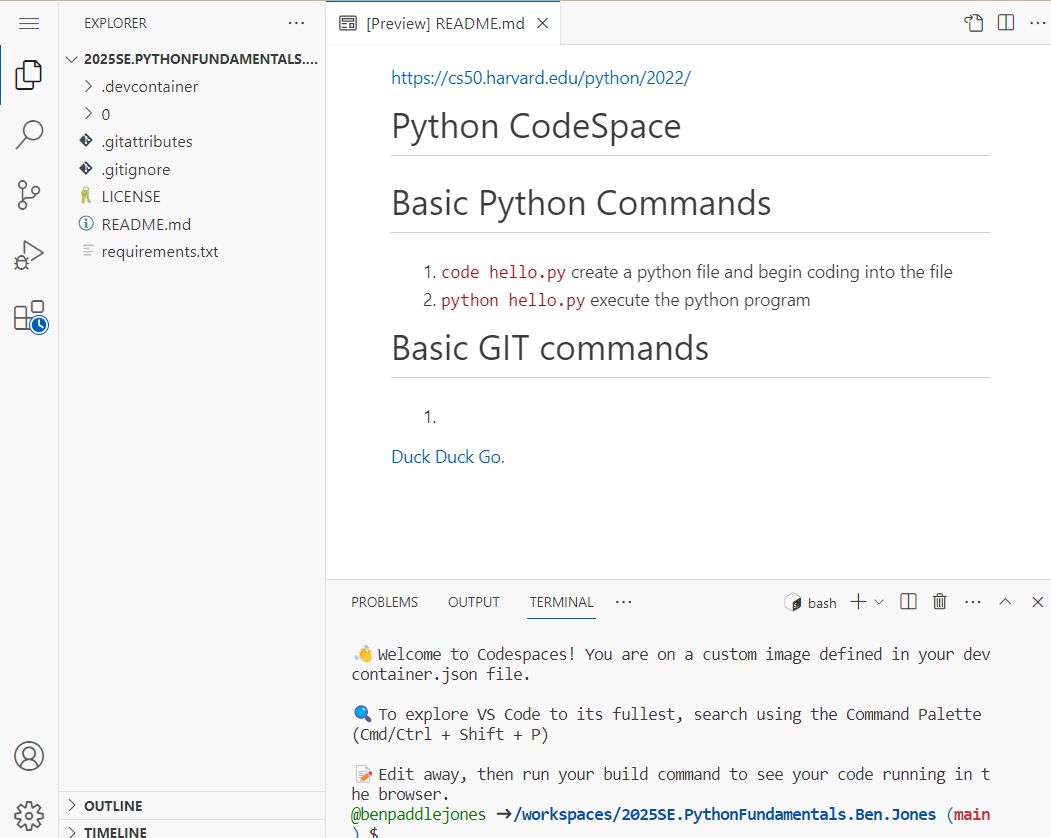 EXPLORER
2025SE.PYTHONFUNDAMENTALS....
.devcontainer
0
.gitattributes
.gitignore
LICENSE
README.md
requirements.txt
OUTLINE
TIMELINE
[Preview] README.md
https://cs50.harvard.edu/python/2022/
Python CodeSpace
Basic Python Commands
1. code hello.py create a python file and begin coding into the file
2. python hello.py execute the python program
Basic GIT commands
1.
Duck Duck Go.
PROBLEMS OUTPUT TERMINAL ... bash
👋 Welcome to Codespaces! You are on a custom image defined in your dev
container.json file.
🔍 To explore VS Code to its fullest, search using the Command Palette
(Cmd/Ctrl + Shift + P)
📝 Edit away, then run your build command to see your code running in t
he browser.
@benpaddlejones ➜/workspaces/2025SE.PythonFundamentals.Ben.Jones (main
) $